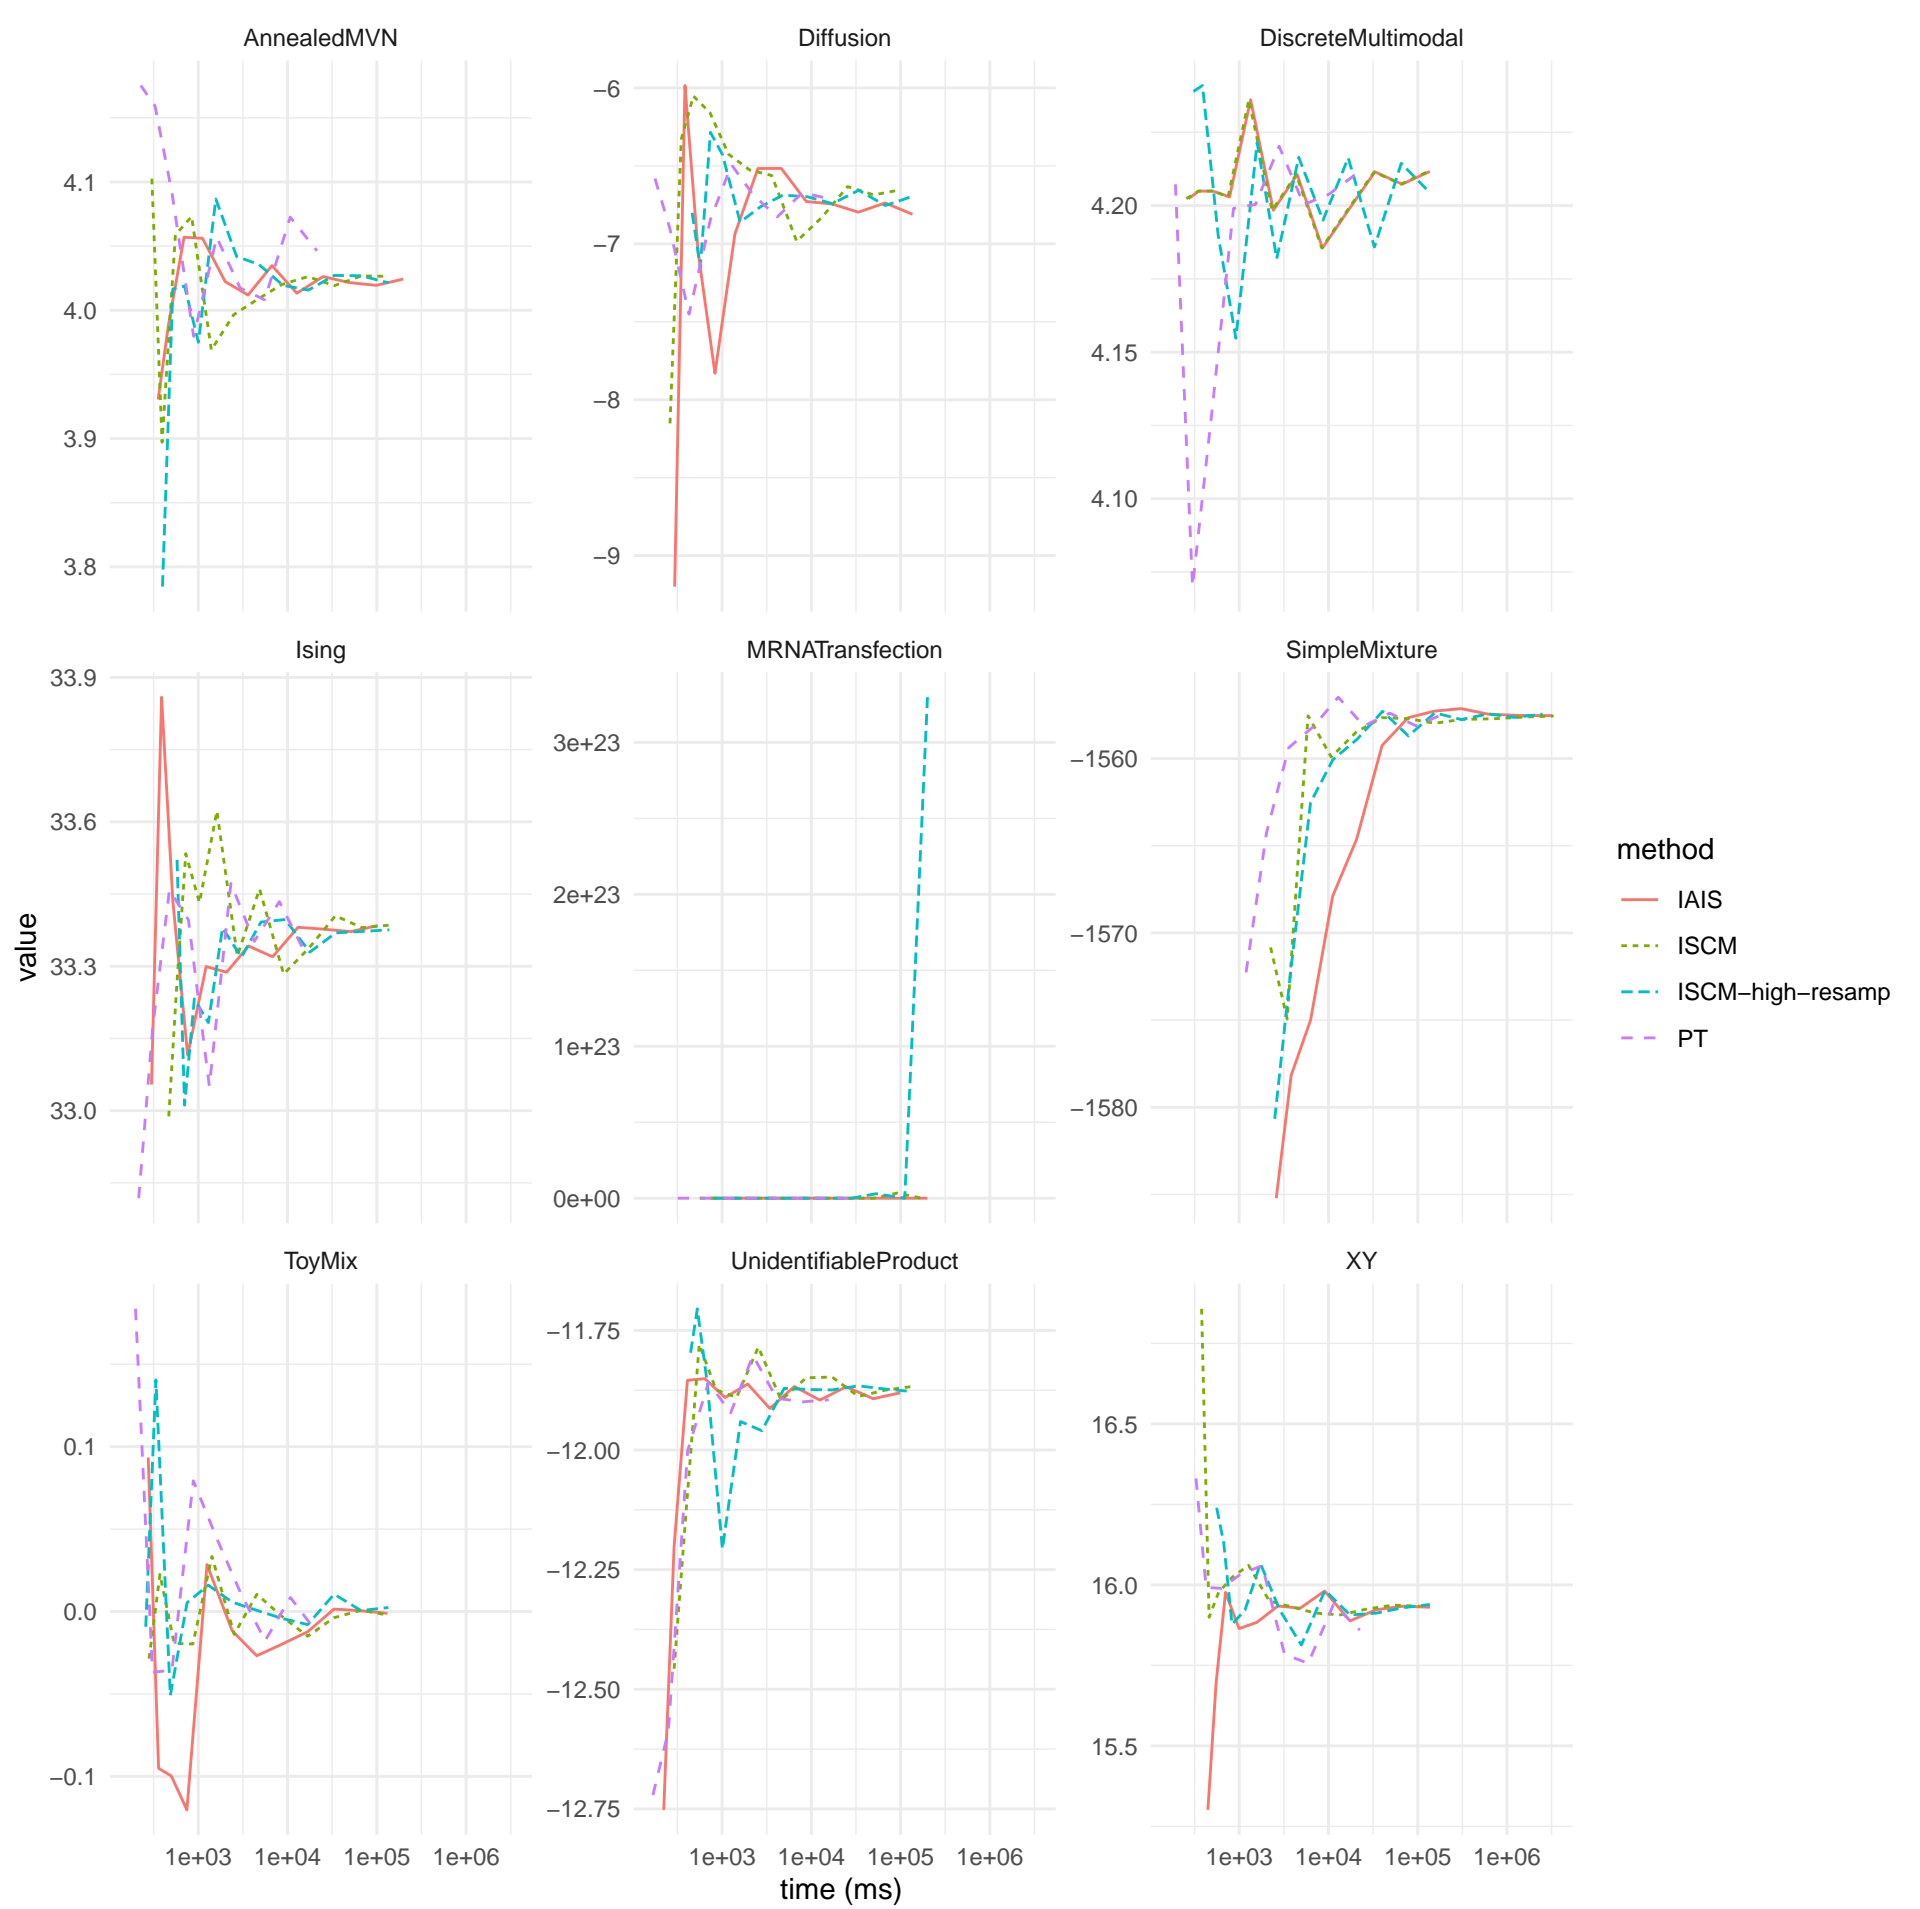 AnnealedMVN
Diffusion
DiscreteMultimodal
4.1
4.0
3.9
3.8
−6
−7
−8
−9
4.20
4.15
4.10
Ising
MRNATransfection
SimpleMixture
33.9
33.6
33.3
33.0
3e+23
2e+23
1e+23
0e+00
−1560
−1570
−1580
ToyMix
UnidentifiableProduct
XY
0.1
0.0
−0.1
−11.75
−12.00
−12.25
−12.50
−12.75
16.5
16.0
15.5
1e+03 1e+04 1e+05 1e+06
1e+03 1e+04 1e+05 1e+06
1e+03 1e+04 1e+05 1e+06
time (ms)
value
method
IAIS
ISCM
ISCM−high−resamp
PT